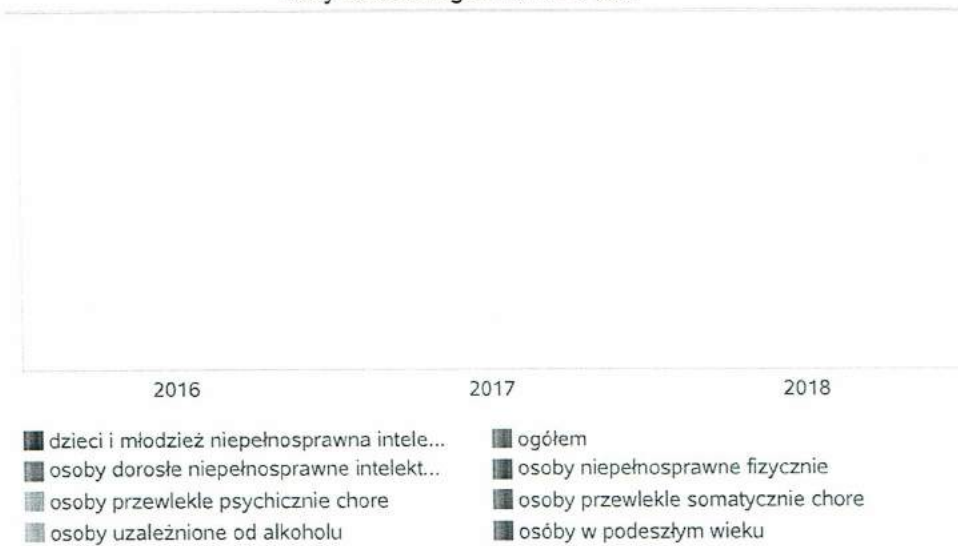 2016 2017 2018
dzieci i młodzież niepełnosprawna intele... ogółem
osoby dorosłe niepełnosprawne intelekt... osoby niepełnosprawne fizycznie
osoby przewlekle psychicznie chore osoby przewlekle somatycznie chore
osoby uzależnione od alkoholu osóby w podeszłym wieku